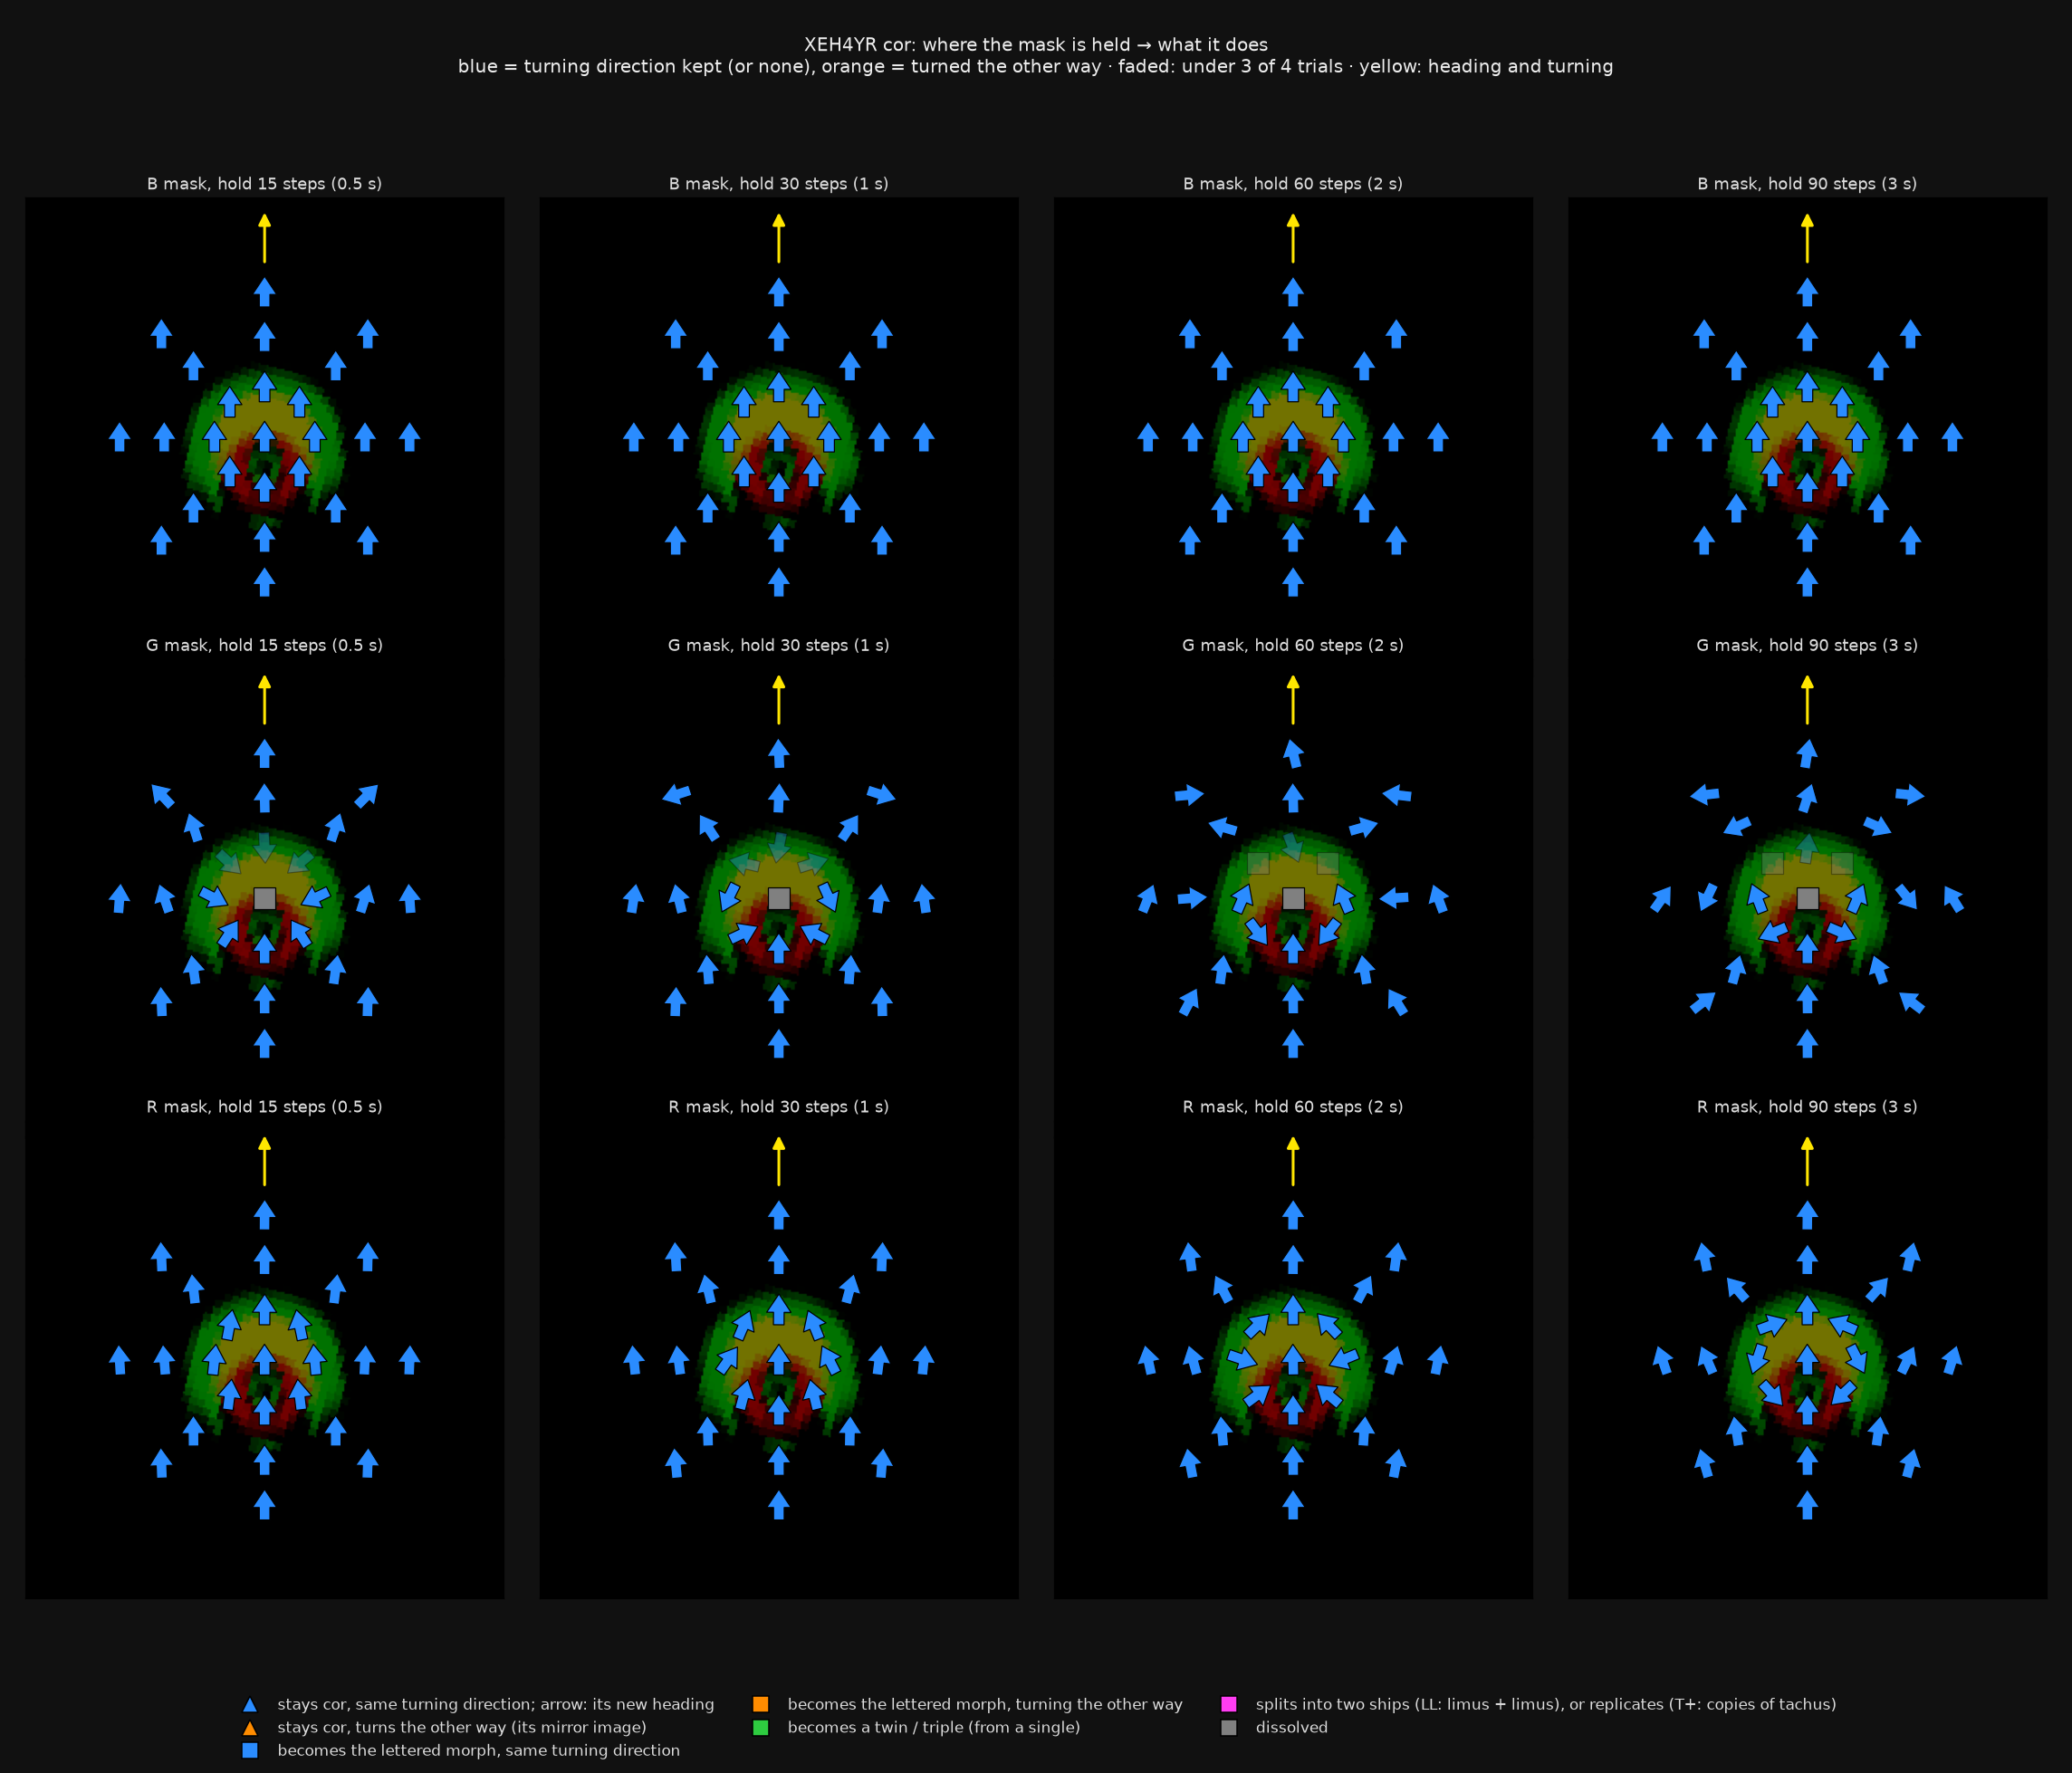 XEH4YR cor: where the mask is held → what it does
blue = turning direction kept (or none), orange = turned the other way · faded: under 3 of 4 trials · yellow: heading and turning
B mask, hold 15 steps (0.5 s)
B mask, hold 30 steps (1 s)
B mask, hold 60 steps (2 s)
B mask, hold 90 steps (3 s)
G mask, hold 15 steps (0.5 s)
G mask, hold 30 steps (1 s)
G mask, hold 60 steps (2 s)
G mask, hold 90 steps (3 s)
R mask, hold 15 steps (0.5 s)
R mask, hold 30 steps (1 s)
R mask, hold 60 steps (2 s)
R mask, hold 90 steps (3 s)
stays cor, same turning direction; arrow: its new heading
stays cor, turns the other way (its mirror image)
becomes the lettered morph, same turning direction
becomes the lettered morph, turning the other way
becomes a twin / triple (from a single)
splits into two ships (LL: limus + limus), or replicates (T+: copies of tachus)
dissolved